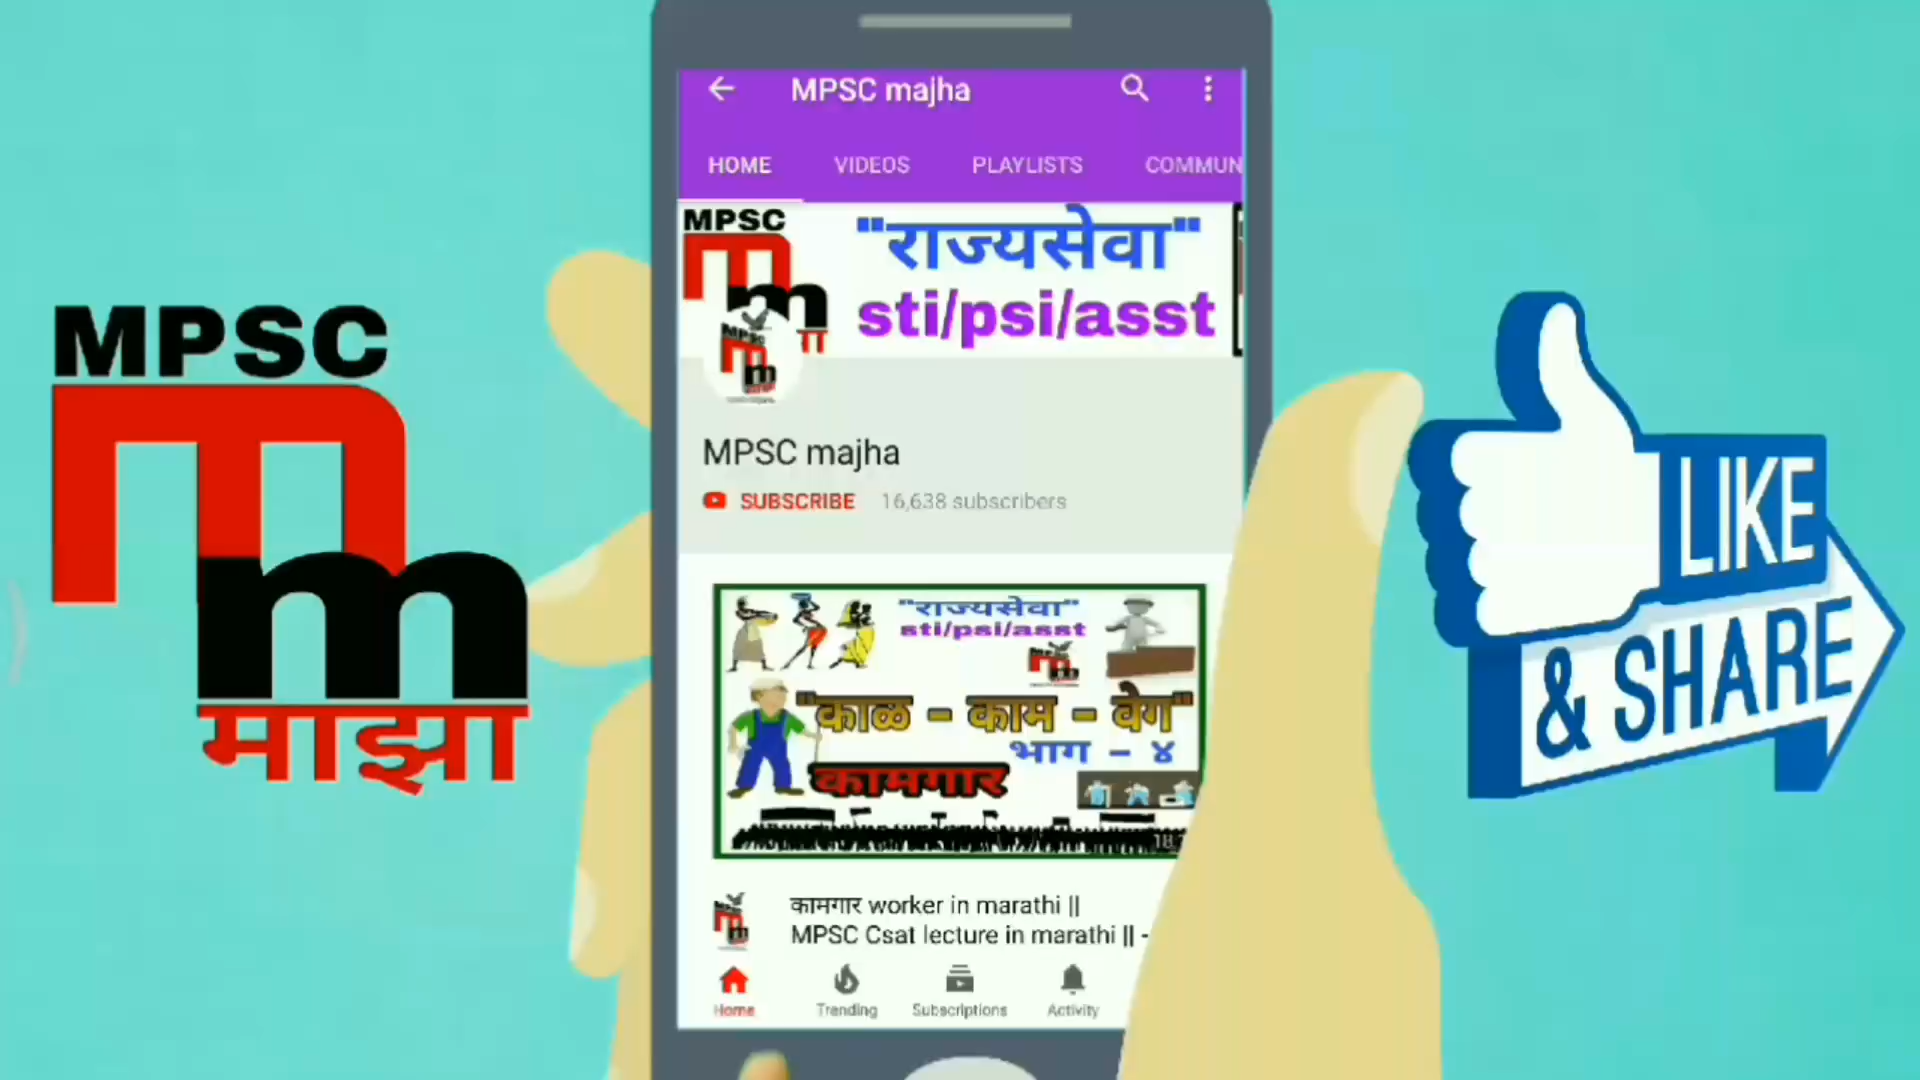 MPSC majha
HOME VIDEOS PLAYLISTS COMMUN
MPSC
"राज्यसेवा"
sti/psi/asst
MPSC
MPSC majha
SUBSCRIBE 16,638 subscribers
"राज्यसेवा"
sti/psi/asst
"काळ - काम - वेग"
भाग - ४
कामगार
कामगार worker in marathi ||
MPSC Csat lecture in marathi || -
Home Trending Subscriptions Activity
MPSC
m
माझा
LIKE
& SHARE